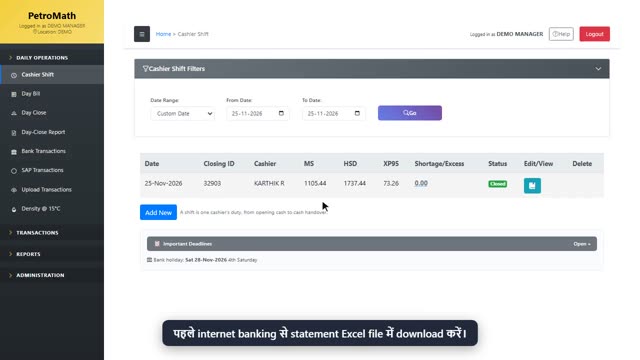 PetroMath
Logged in as DEMO MANAGER
Location: DEMO
DAILY OPERATIONS
Cashier Shift
Day Bill
Day Close
Day-Close Report
Bank Transactions
SAP Transactions
Upload Transactions
Density @ 15°C
TRANSACTIONS
REPORTS
ADMINISTRATION
Home > Cashier Shift
Logged in as DEMO MANAGER
Help
Logout
Cashier Shift Filters
Date Range: From Date: To Date:
Custom Date 25-11-2026 25-11-2026 Go
Date Closing ID Cashier MS HSD XP95 Shortage/Excess Status Edit/View Delete
25-Nov-2026 32903 KARTHIK R 1105.44 1737.44 73.26 0.00 Closed
Add New A shift is one cashier's duty, from opening cash to cash handover.
Important Deadlines Open »
Bank holiday: Sat 28-Nov-2026 4th Saturday
पहले internet banking से statement Excel file में download करें।